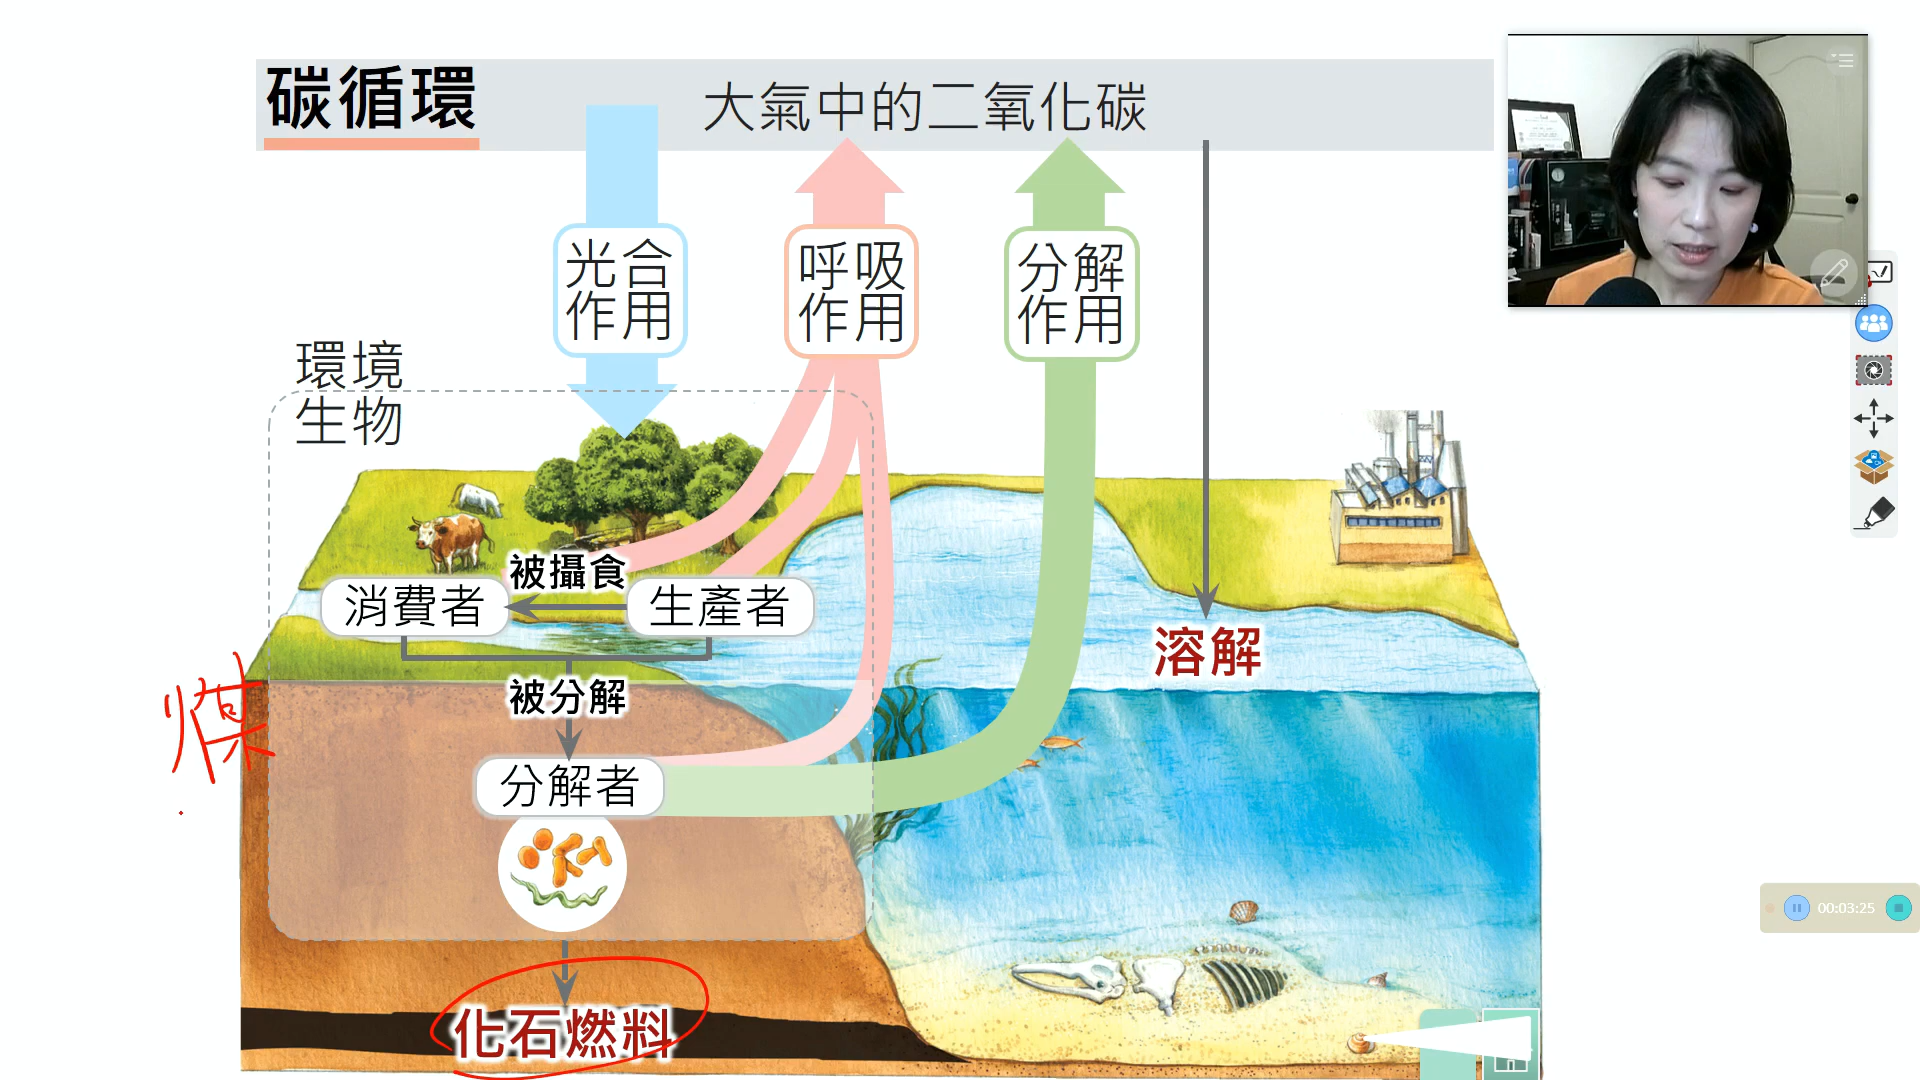 碳循環
大氣中的二氧化碳
光合
作用
呼吸
作用
分解
作用
環境
生物
被攝食
消費者
生產者
溶解
被分解
煤
分解者
00:03:25
化石燃料